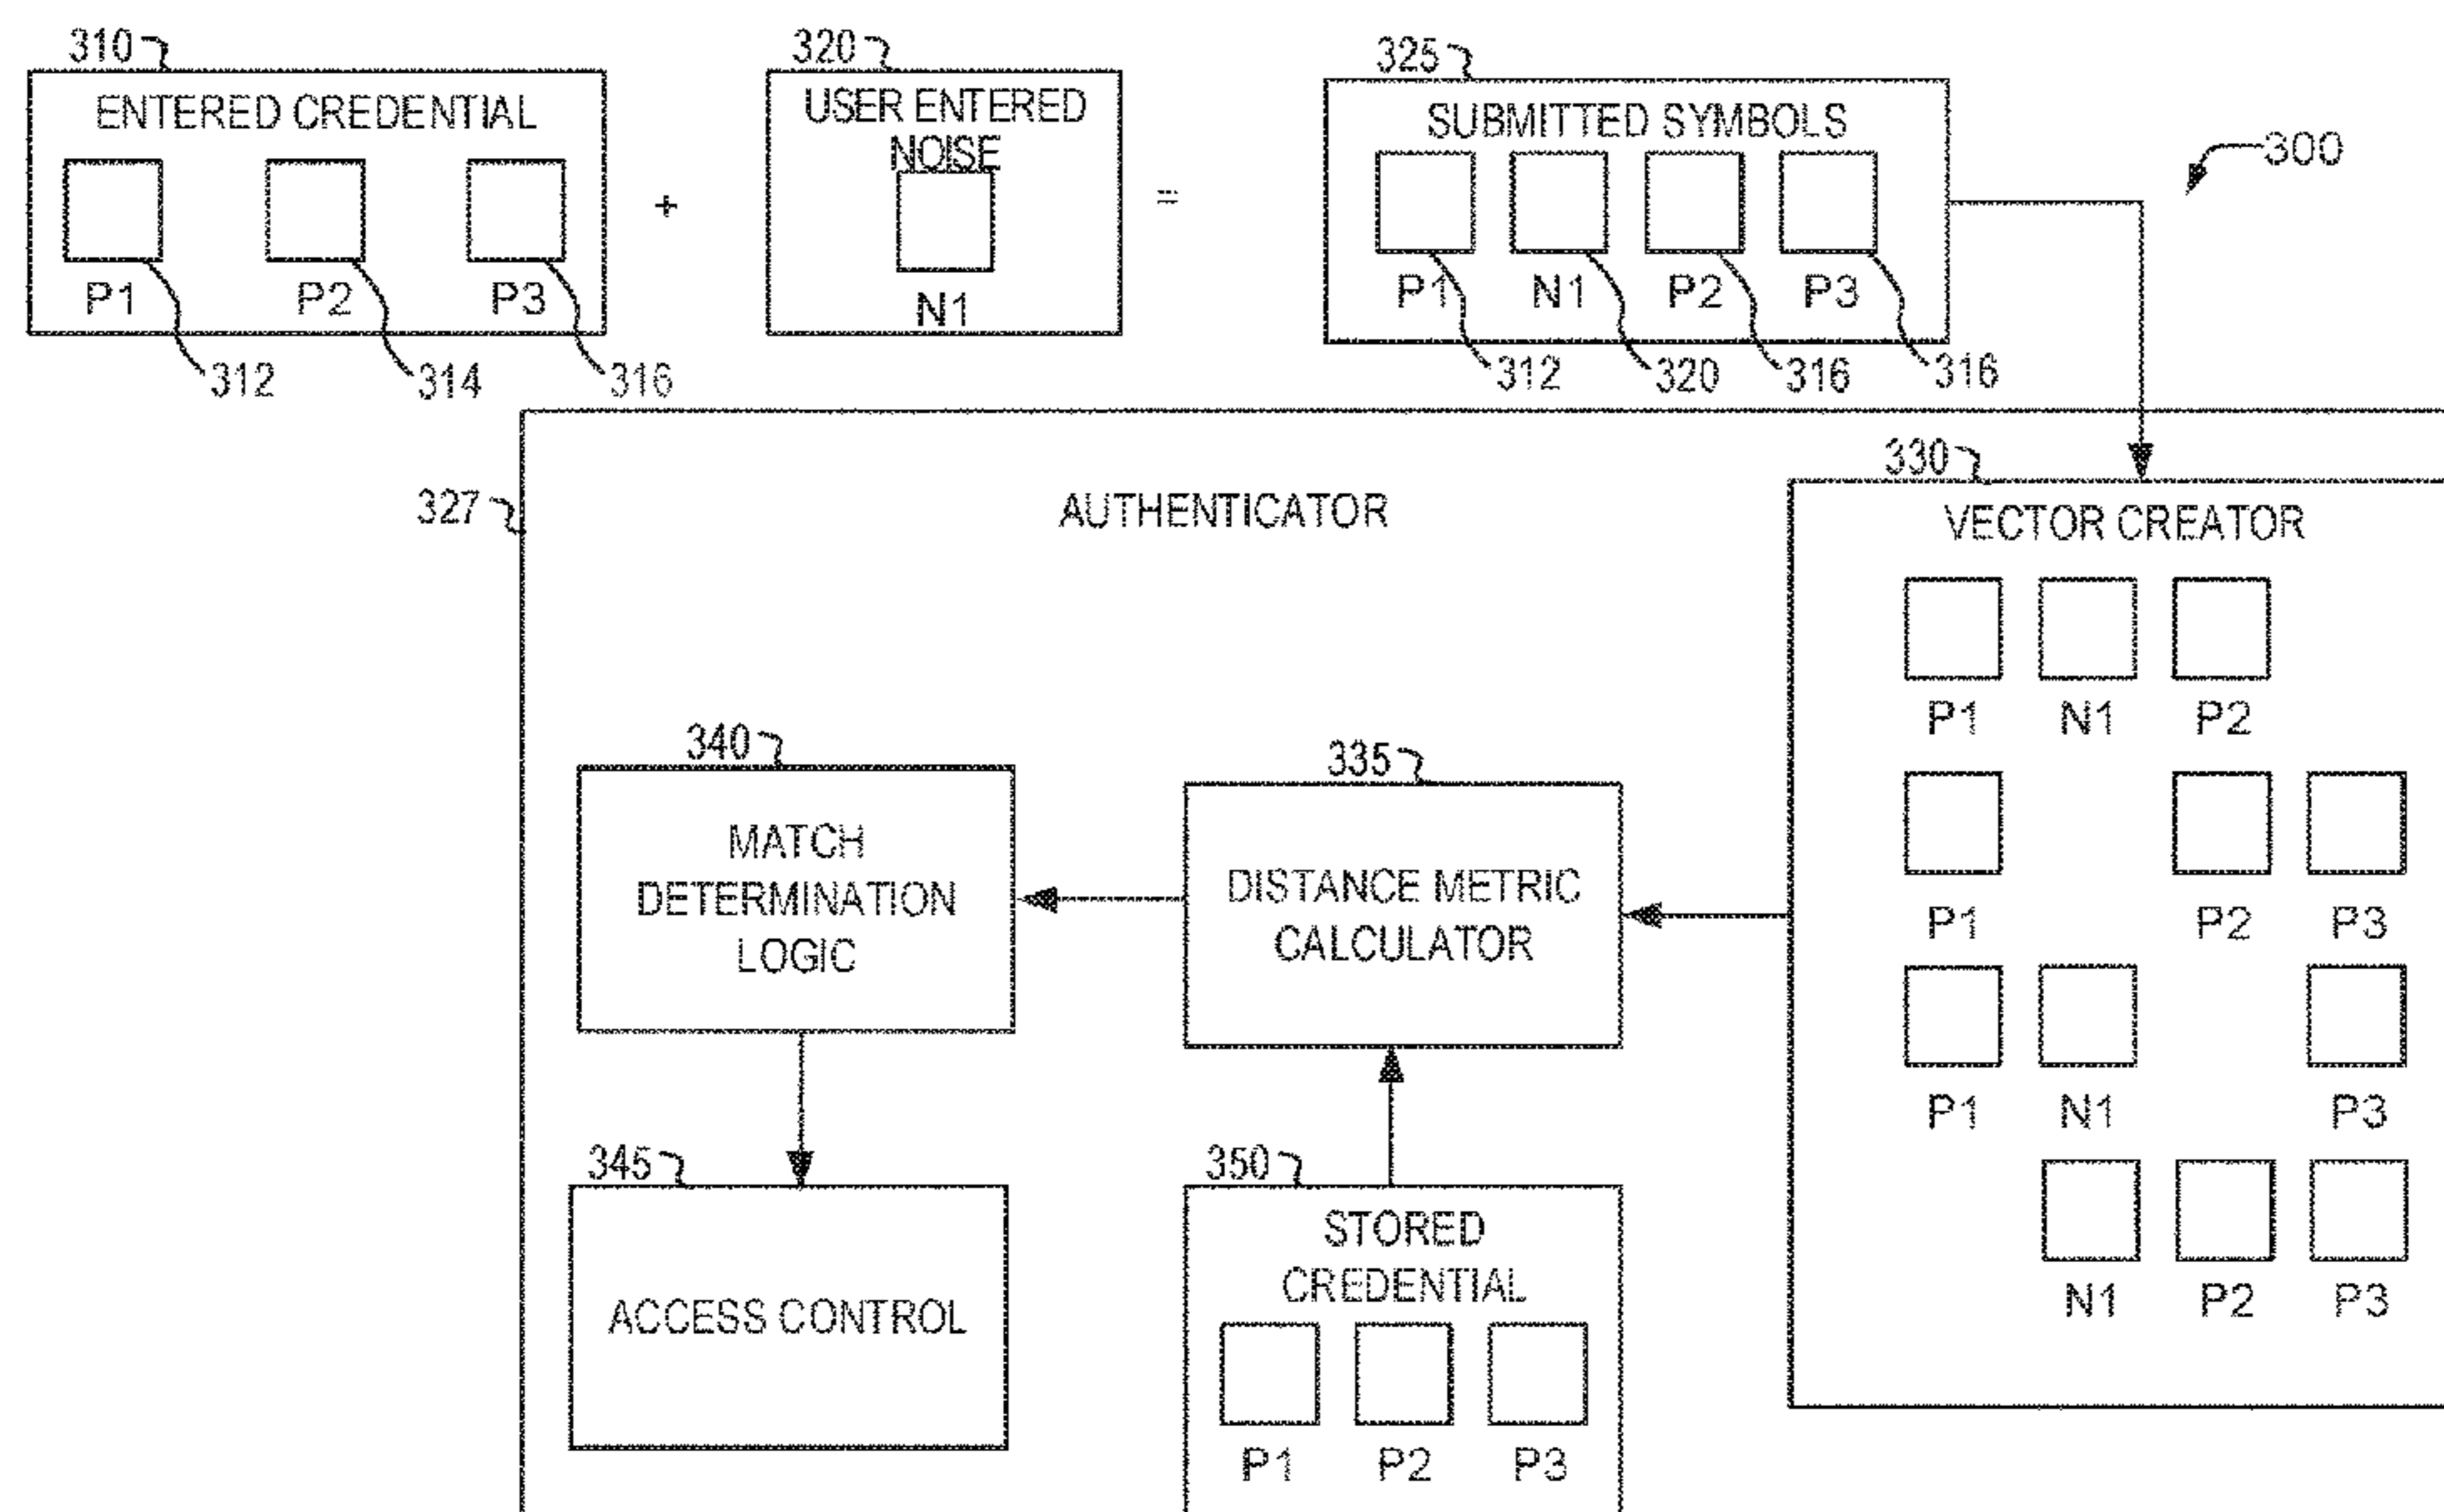 310
320
325
ENTERED CREDENTIAL
USER ENTERED
NOISE
SUBMITTED SYMBOLS
300
+
=
P1 P2 P3
N1
P1 N1 P2 P3
312 314 316
312 320 316 316
327
AUTHENTICATOR
330
VECTOR CREATOR
P1 N1 P2
P1 P2 P3
P1 N1 P3
N1 P2 P3
340
MATCH
DETERMINATION
LOGIC
335
DISTANCE METRIC
CALCULATOR
345
ACCESS CONTROL
350
STORED
CREDENTIAL
P1 P2 P3